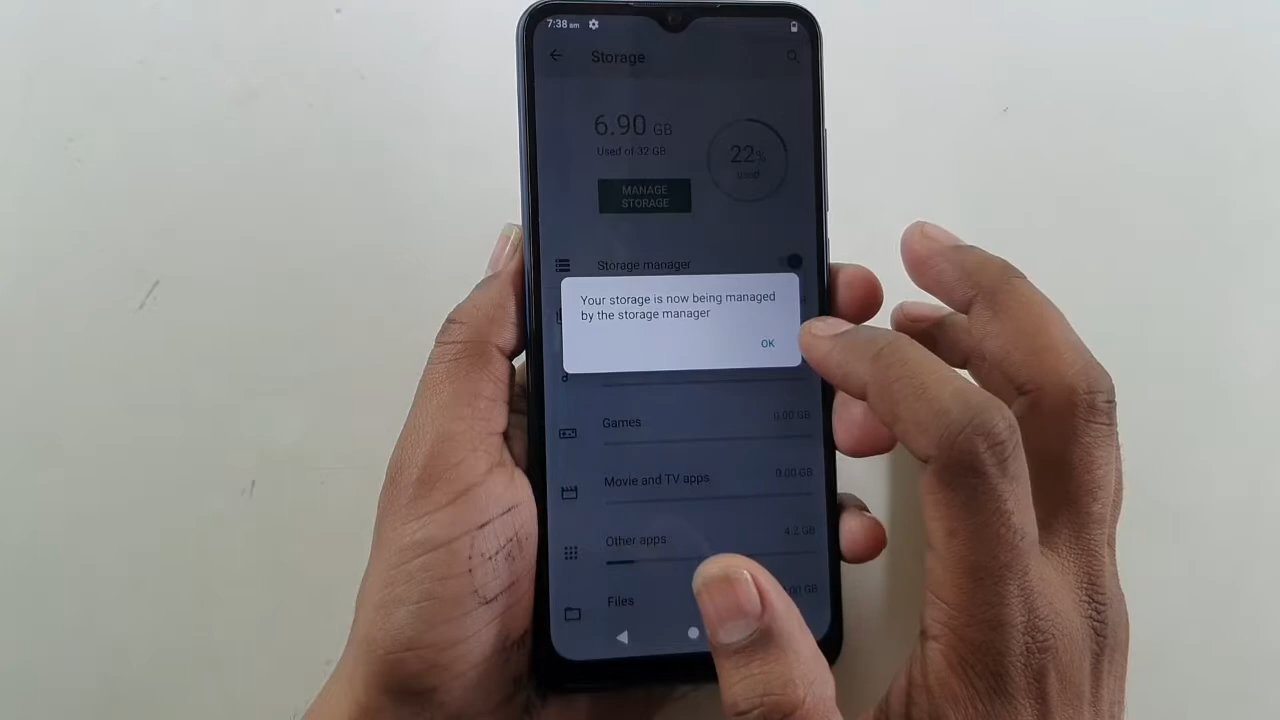 7:38 am
Storage
6.90 GB
Used of 32 GB
22%
used
MANAGE
STORAGE
Storage manager
Your storage is now being managed
by the storage manager
OK
Games
0.00 GB
Movie and TV apps
0.00 GB
Other apps
4.2 GB
Files